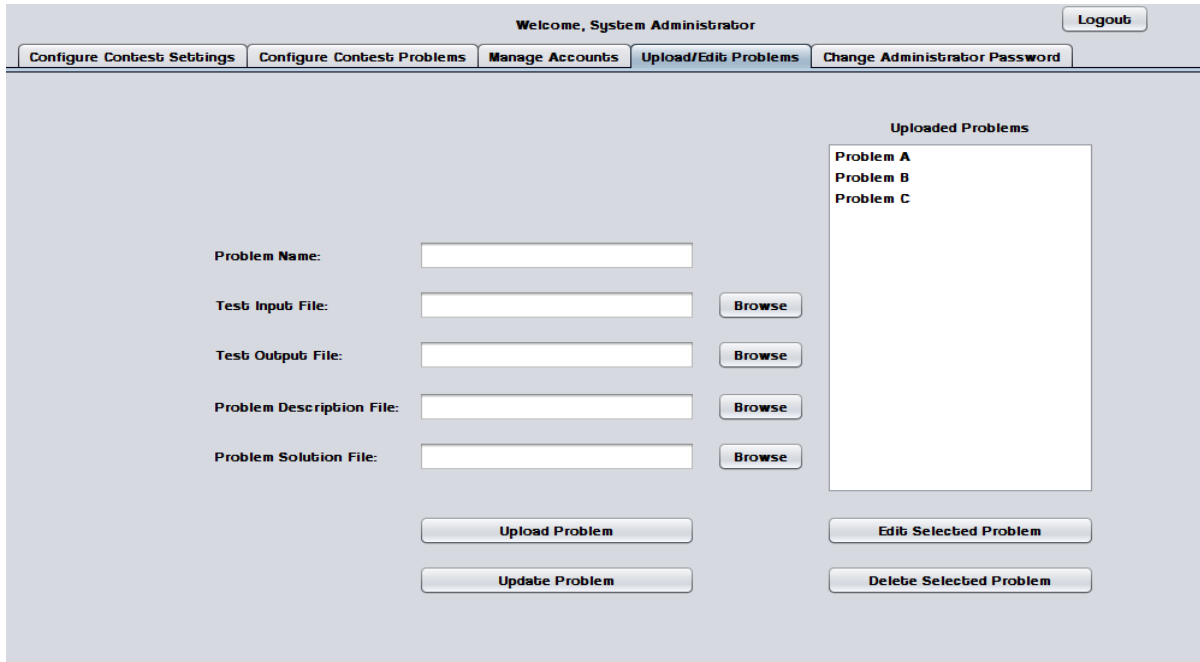 Welcome, System Administrator
Logout
Configure Contest Settings
Configure Contest Problems
Manage Accounts
Upload/Edit Problems
Change Administrator Password
Uploaded Problems
Problem A
Problem B
Problem C
Problem Name:
Test Input File:
Browse
Test Output File:
Browse
Problem Description File:
Browse
Problem Solution File:
Browse
Upload Problem
Edit Selected Problem
Update Problem
Delete Selected Problem